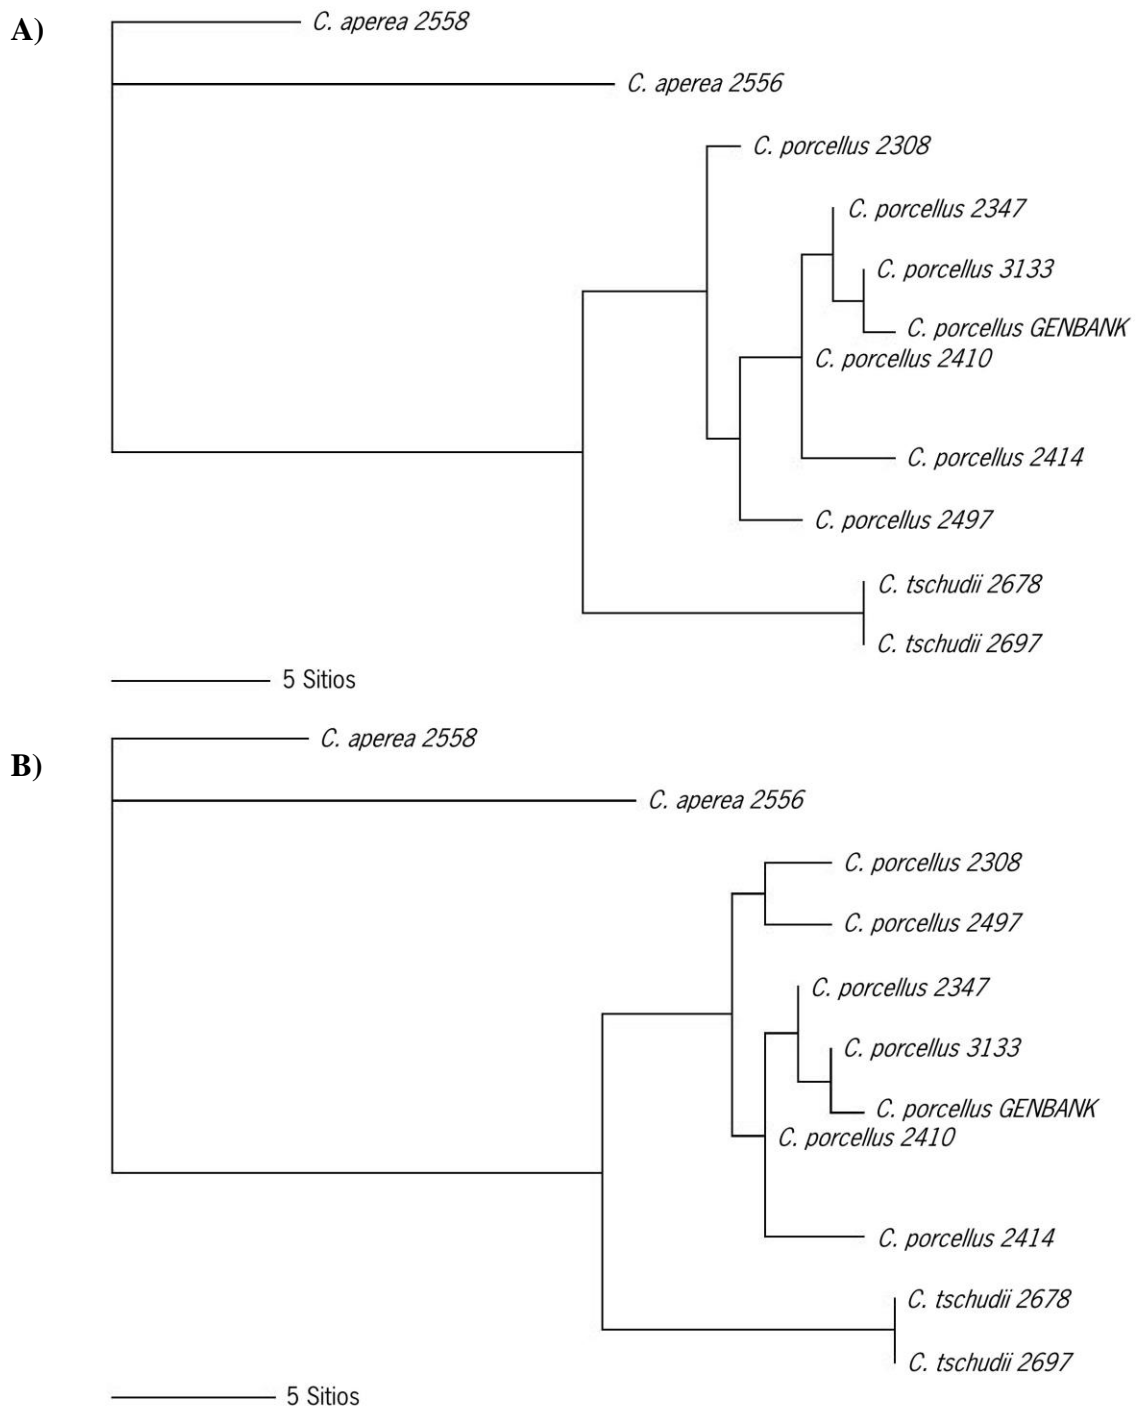 A)
C. aperea 2558
C. aperea 2556
C. porcellus 2308
C. porcellus 2347
C. porcellus 3133
C. porcellus GENBANK
C. porcellus 2410
C. porcellus 2414
C. porcellus 2497
C. tschudii 2678
C. tschudii 2697
5 Sitios
B)
C. aperea 2558
C. aperea 2556
C. porcellus 2308
C. porcellus 2497
C. porcellus 2347
C. porcellus 3133
C. porcellus GENBANK
C. porcellus 2410
C. porcellus 2414
C. tschudii 2678
C. tschudii 2697
5 Sitios